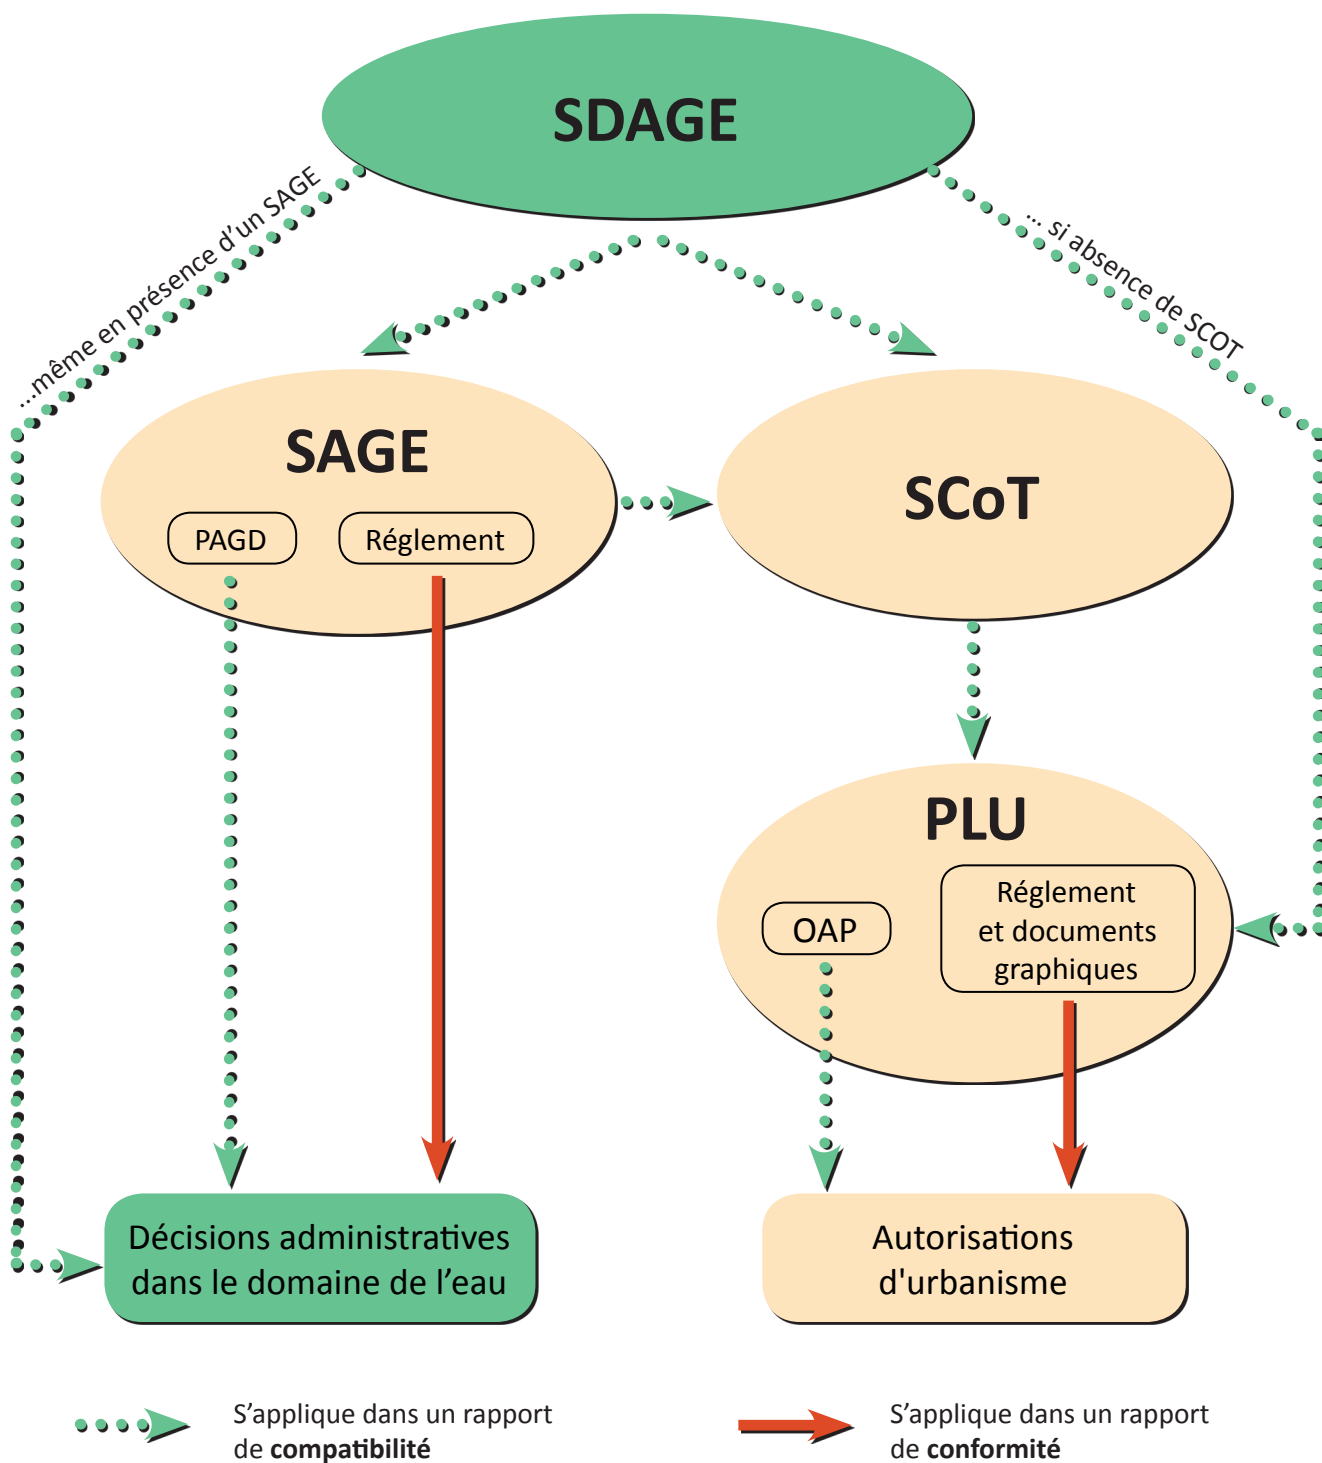 SDAGE
...même en présence d'un SAGE
... si absence de SCOT
SAGE
PAGD
Réglement
SCoT
PLU
OAP
Réglement
et documents
graphiques
Décisions administratives
dans le domaine de l’eau
Autorisations
d'urbanisme
S’applique dans un rapport
de compatibilité
S’applique dans un rapport
de conformité